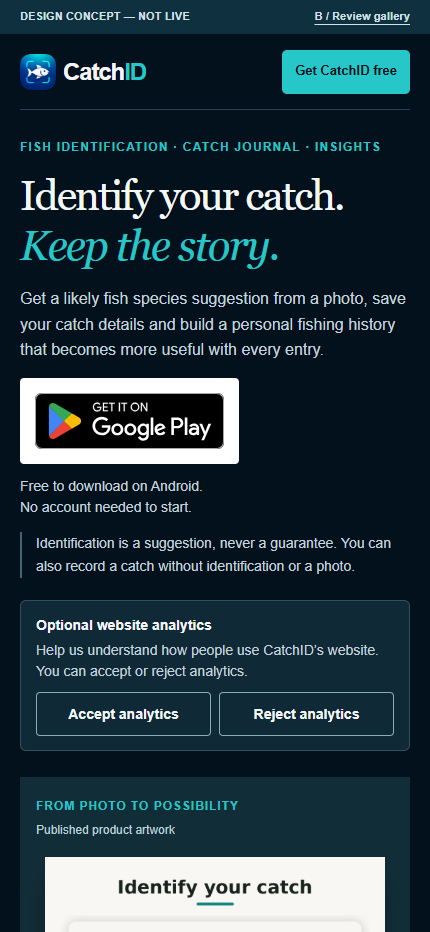 DESIGN CONCEPT — NOT LIVE
B / Review gallery
CatchID
Get CatchID free
FISH IDENTIFICATION · CATCH JOURNAL · INSIGHTS
Identify your catch.
Keep the story.
Get a likely fish species suggestion from a photo, save
your catch details and build a personal fishing history
that becomes more useful with every entry.
GET IT ON
Google Play
Free to download on Android.
No account needed to start.
Identification is a suggestion, never a guarantee. You can
also record a catch without identification or a photo.
Optional website analytics
Help us understand how people use CatchID’s website.
You can accept or reject analytics.
Accept analytics
Reject analytics
FROM PHOTO TO POSSIBILITY
Published product artwork
Identify your catch